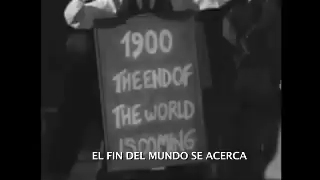 1900
THE END OF
THE WORLD
IS COMING
EL FIN DEL MUNDO SE ACERCA